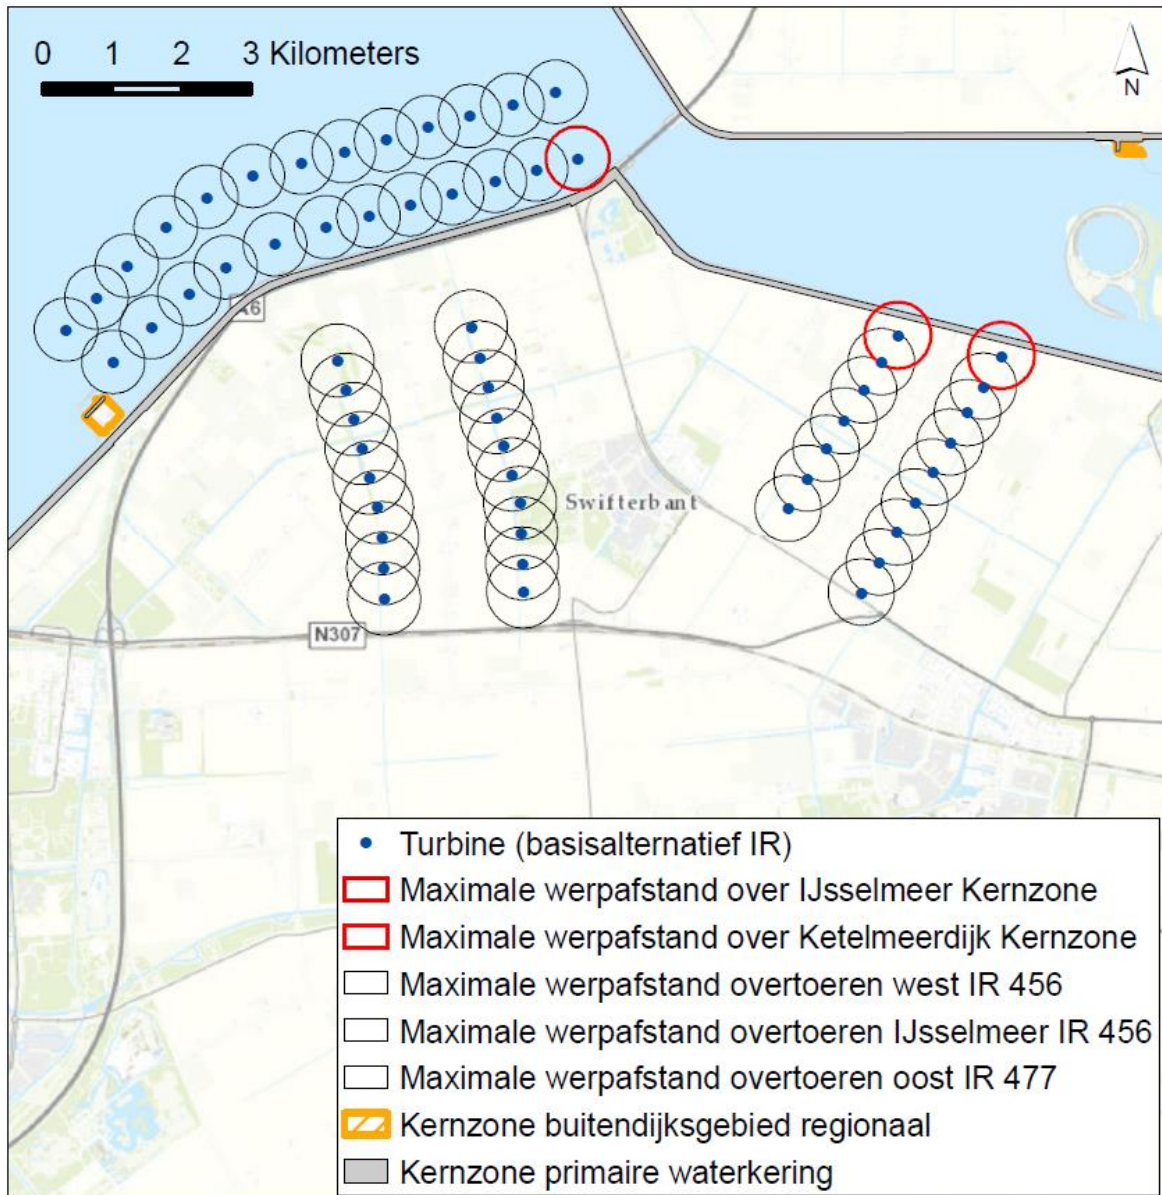 0 1 2 3 Kilometers
N
A6
Swifterbant
N307
Turbine (basisalternatief IR)
Maximale werpafstand over IJsselmeer Kernzone
Maximale werpafstand over Ketelmeerdijk Kernzone
Maximale werpafstand overtoeren west IR 456
Maximale werpafstand overtoeren IJsselmeer IR 456
Maximale werpafstand overtoeren oost IR 477
Kernzone buitendijksgebied regionaal
Kernzone primaire waterkering